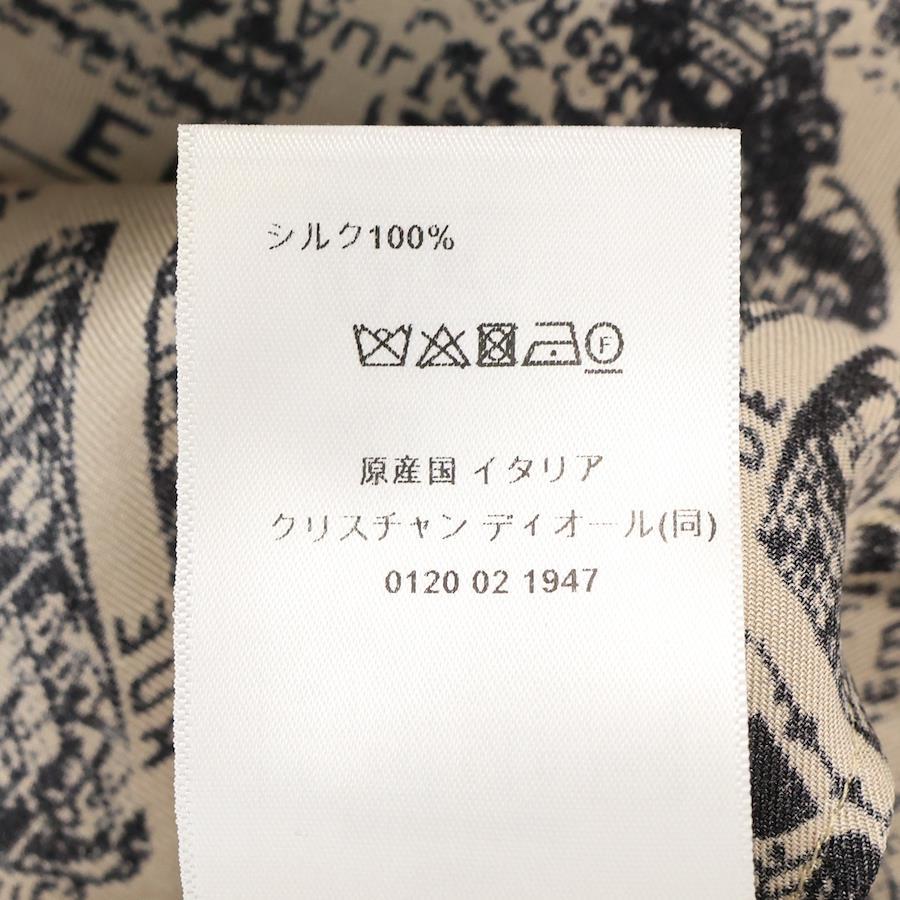 シルク100%
F
原産国 イタリア
クリスチャン ディオール(同)
0120 02 1947